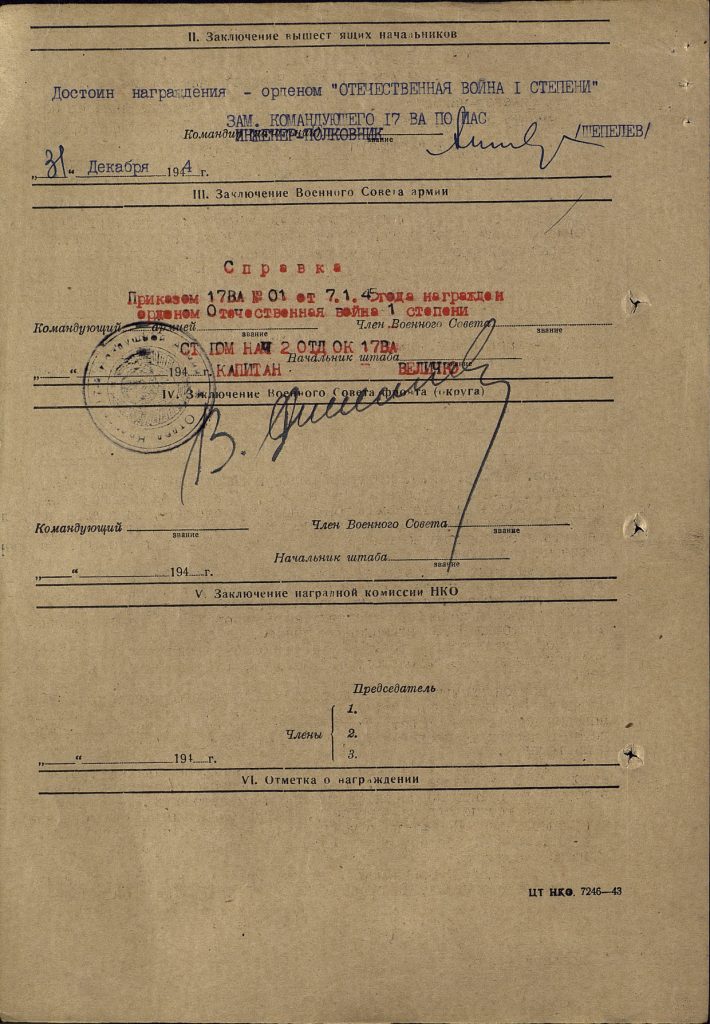 II. Заключение вышестоящих начальников
Достоин награждения - орденом "ОТЕЧЕСТВЕННАЯ ВОЙНА I СТЕПЕНИ"
ЗАМ. КОМАНДУЮЩЕГО 17 ВА ПО ИАС
ИНЖЕНЕР-ПОЛКОВНИК /ШЕПЕЛЕВ/
звание
„31“ Декабря 1944 г.
III. Заключение Военного Совета армии
Справка
Приказом 17ВА № 01 от 7.1.45года награжден
орденом Отечественная война 1 степени
Командующий армией Член Военного Совета
звание звание
СТ ПОМ НАЧ 2 ОТД ОК 17ВА
Начальник штаба
„ “ 194 г.
КАПИТАН ВЕЛИЧКО
IV. Заключение Военного Совета фронта (округа)
Командующий Член Военного Совета
звание звание
Начальник штаба
звание
„ “ 194 г.
V. Заключение наградной комиссии НКО
Председатель
1.
Члены 2.
3.
„ “ 194 г.
VI. Отметка о награждении
ЦТ НКО. 7246—43